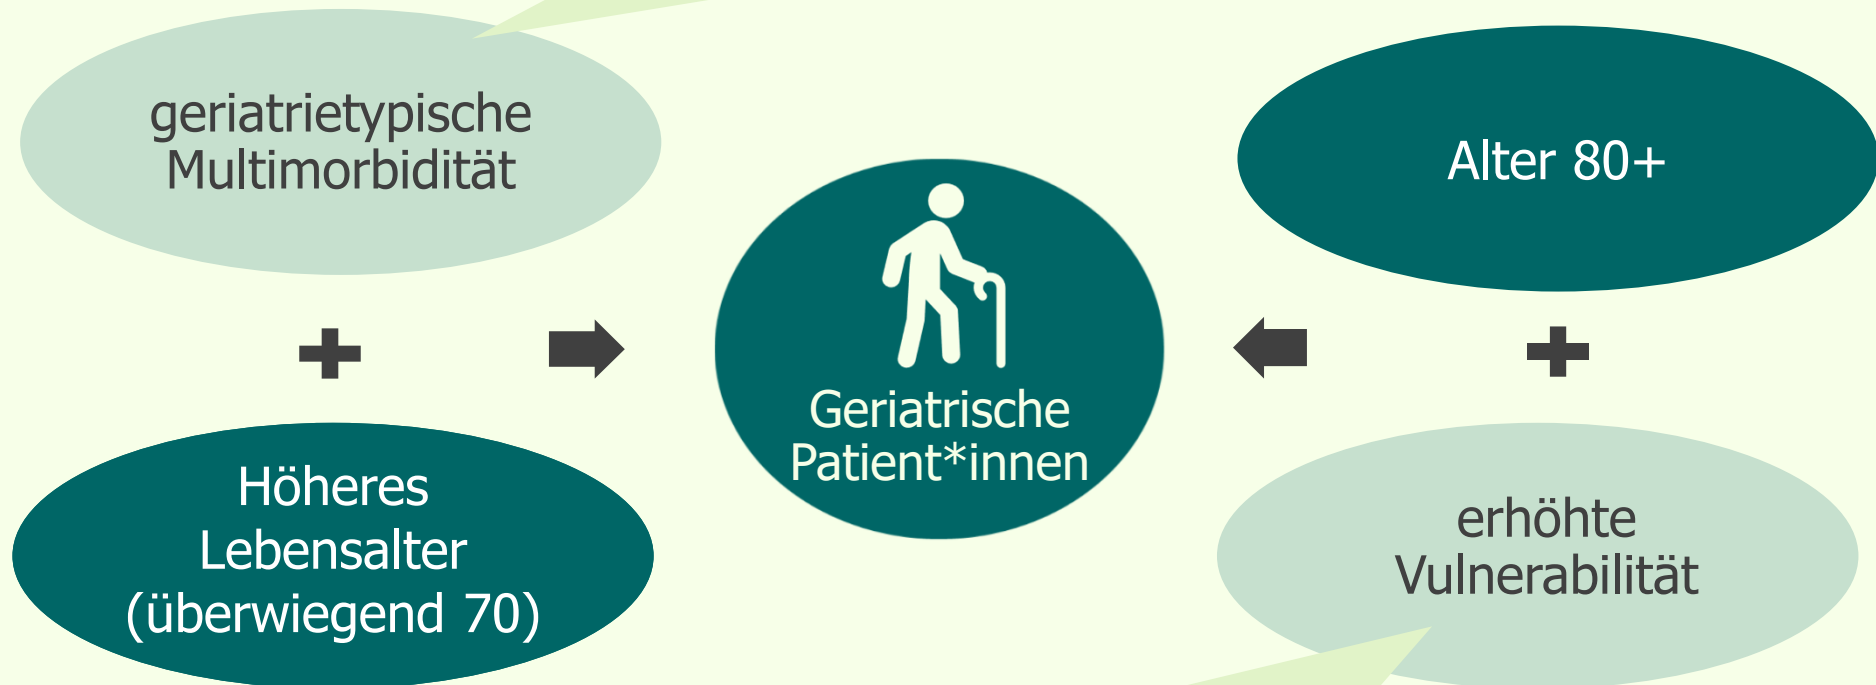 geriatrietypische
Multimorbidität
Höheres
Lebensalter
(überwiegend 70)
Geriatrische
Patient*innen
Alter 80+
erhöhte
Vulnerabilität